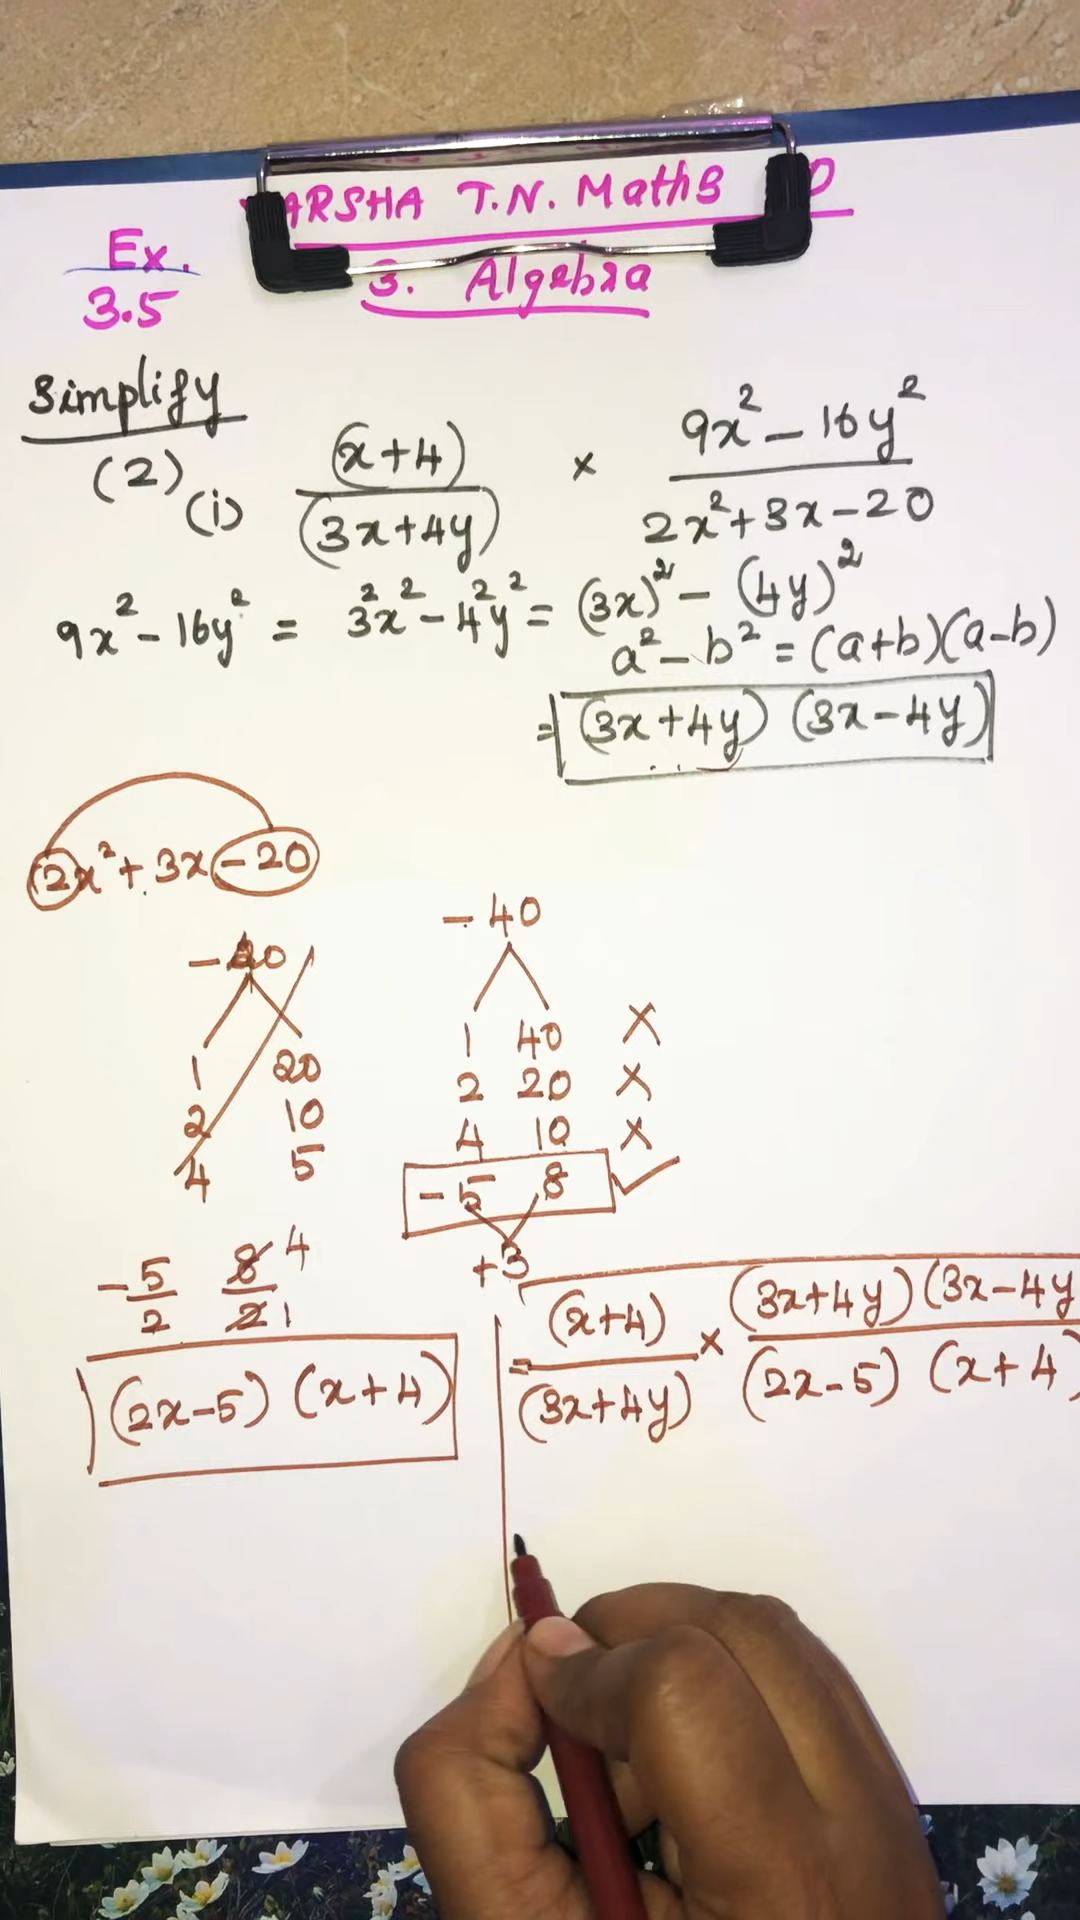 T.N. Maths
Ex.
3.5
3. Algebra
Simplify
(2) (i) (x+4) / (3x+4y) × 9x² - 16y² / 2x²+3x-20
9x² - 16y² = 3²x² - 4²y² = (3x)² - (4y)²
a² - b² = (a+b)(a-b)
= (3x+4y) (3x-4y)
2x²+3x-20
-40
1 20
2 10
4 5
-40
1 40 ×
2 20 ×
4 10 ×
-5 8 ✓
+3
-5/2 8/2 4 1
(2x-5) (x+4)
= (x+4) / (3x+4y) × (3x+4y)(3x-4y / (2x-5) (x+4)